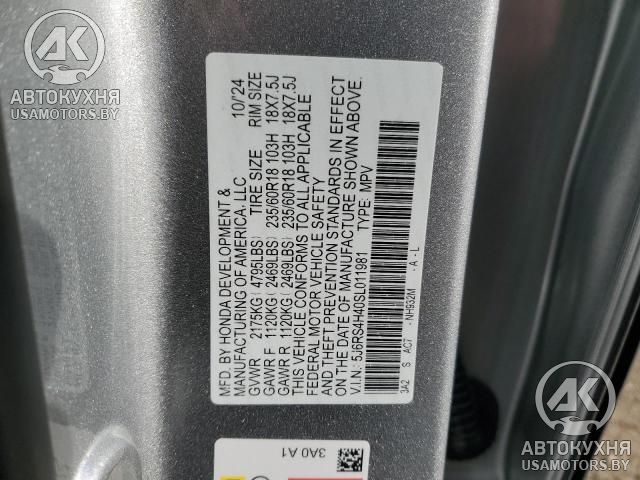 АВТОКУХНЯ
USAMOTORS.BY
MFD. BY HONDA DEVELOPMENT & 10/24
MANUFACTURING OF AMERICA, LLC
TIRE SIZE RIM SIZE
GVWR 2175KG(4795LBS)
GAWR F 1120KG(2469LBS) 235/60R18 103H 18X7.5J
GAWR R 1120KG(2469LBS) 235/60R18 103H 18X7.5J
THIS VEHICLE CONFORMS TO ALL APPLICABLE
FEDERAL MOTOR VEHICLE SAFETY
AND THEFT PREVENTION STANDARDS IN EFFECT
ON THE DATE OF MANUFACTURE SHOWN ABOVE.
V.I.N.: 5J6RS4H40SL011981 TYPE: MPV
3A2 S AC7 -NH932M -A-L
3A0 A1
АВТОКУХНЯ
USAMOTORS.BY